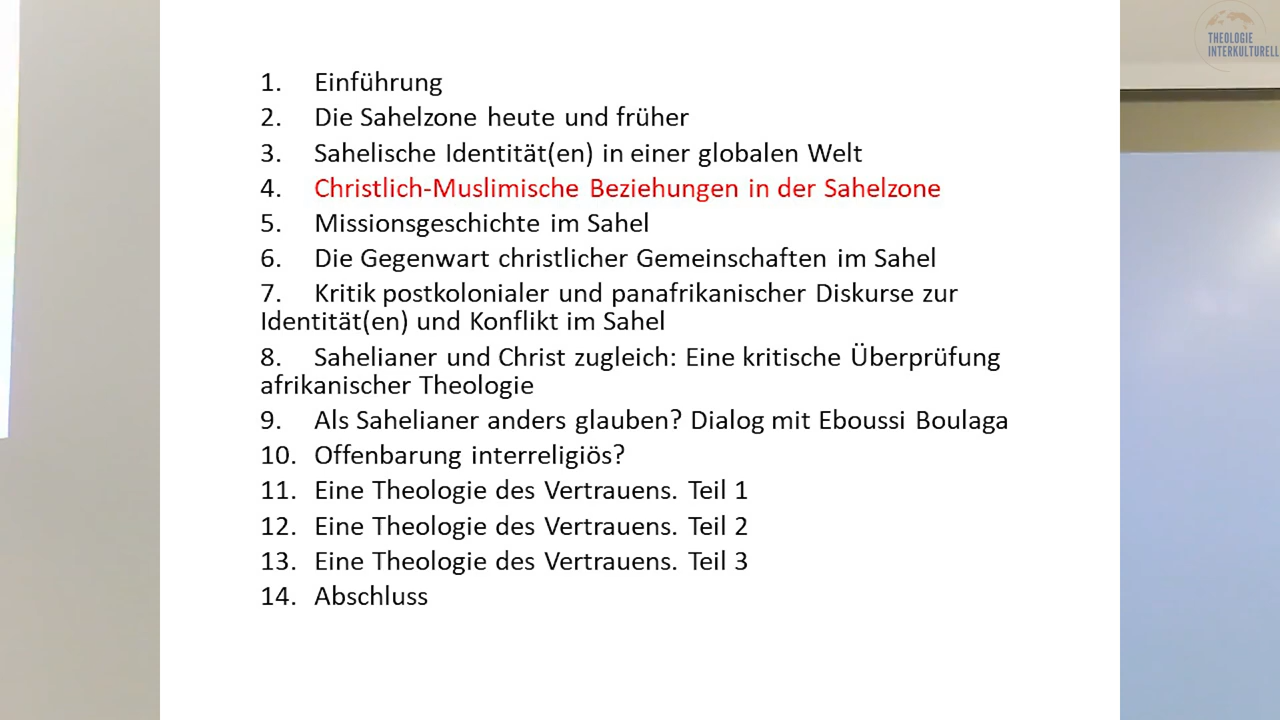 1. Einführung
2. Die Sahelzone heute und früher
3. Sahelische Identität(en) in einer globalen Welt
4. Christlich-Muslimische Beziehungen in der Sahelzone
5. Missionsgeschichte im Sahel
6. Die Gegenwart christlicher Gemeinschaften im Sahel
7. Kritik postkolonialer und panafrikanischer Diskurse zur
Identität(en) und Konflikt im Sahel
8. Sahelianer und Christ zugleich: Eine kritische Überprüfung
afrikanischer Theologie
9. Als Sahelianer anders glauben? Dialog mit Eboussi Boulaga
10. Offenbarung interreligiös?
11. Eine Theologie des Vertrauens. Teil 1
12. Eine Theologie des Vertrauens. Teil 2
13. Eine Theologie des Vertrauens. Teil 3
14. Abschluss
THEOLOGIE
INTERKULTURELL